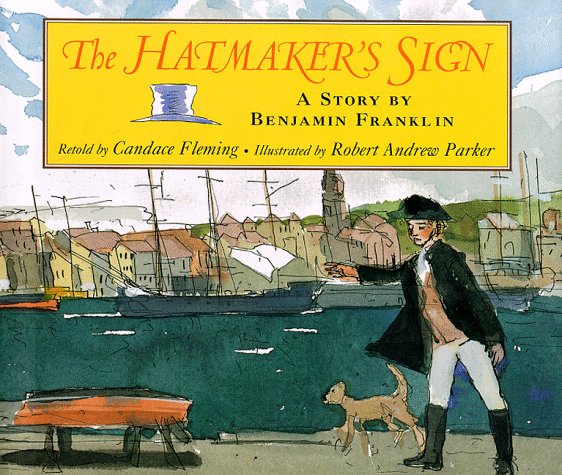 The HATMAKER'S SIGN
A STORY BY
BENJAMIN FRANKLIN
Retold by Candace Fleming • Illustrated by Robert Andrew Parker